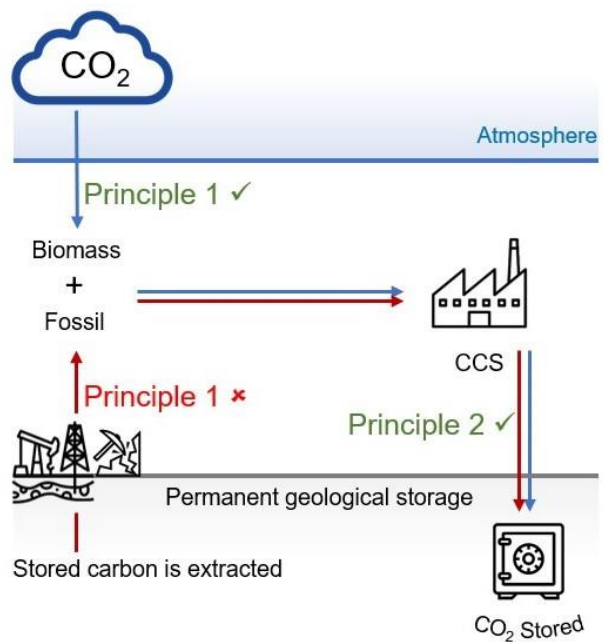 CO₂
Atmosphere
Principle 1 ✓
Biomass
+
Fossil
CCS
Principle 1 ×
Principle 2 ✓
Permanent geological storage
Stored carbon is extracted
CO₂ Stored